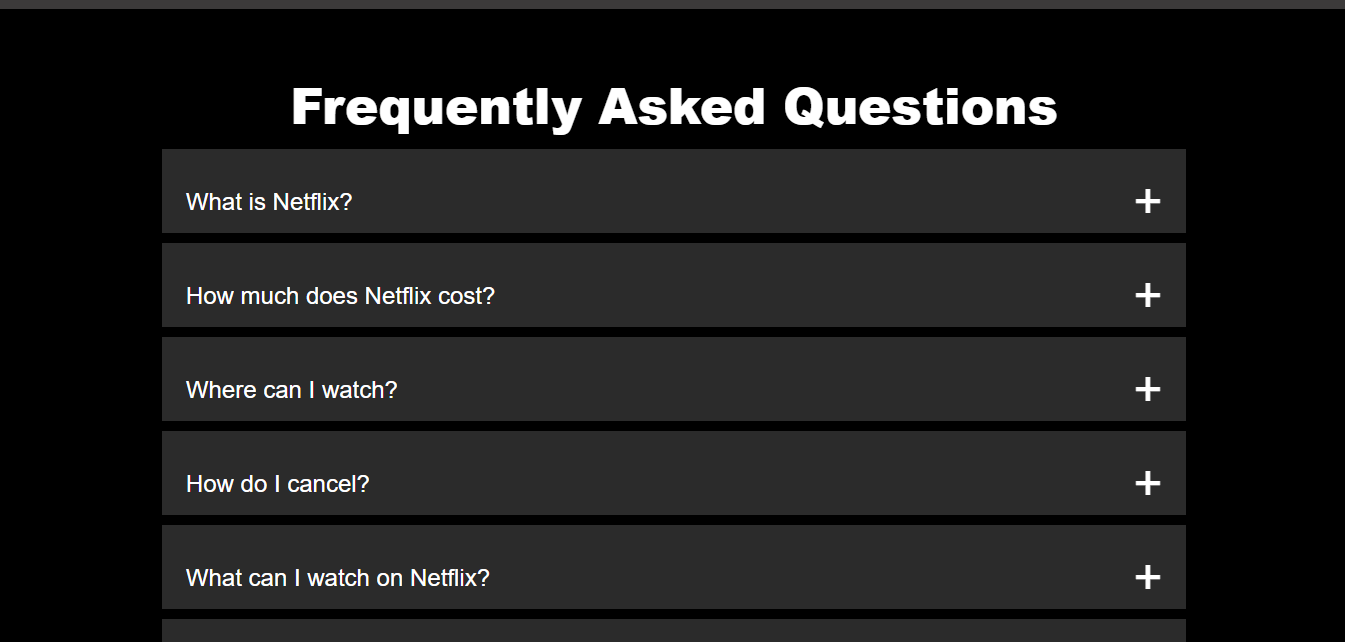 Frequently Asked Questions
What is Netflix?
How much does Netflix cost?
Where can I watch?
How do I cancel?
What can I watch on Netflix?